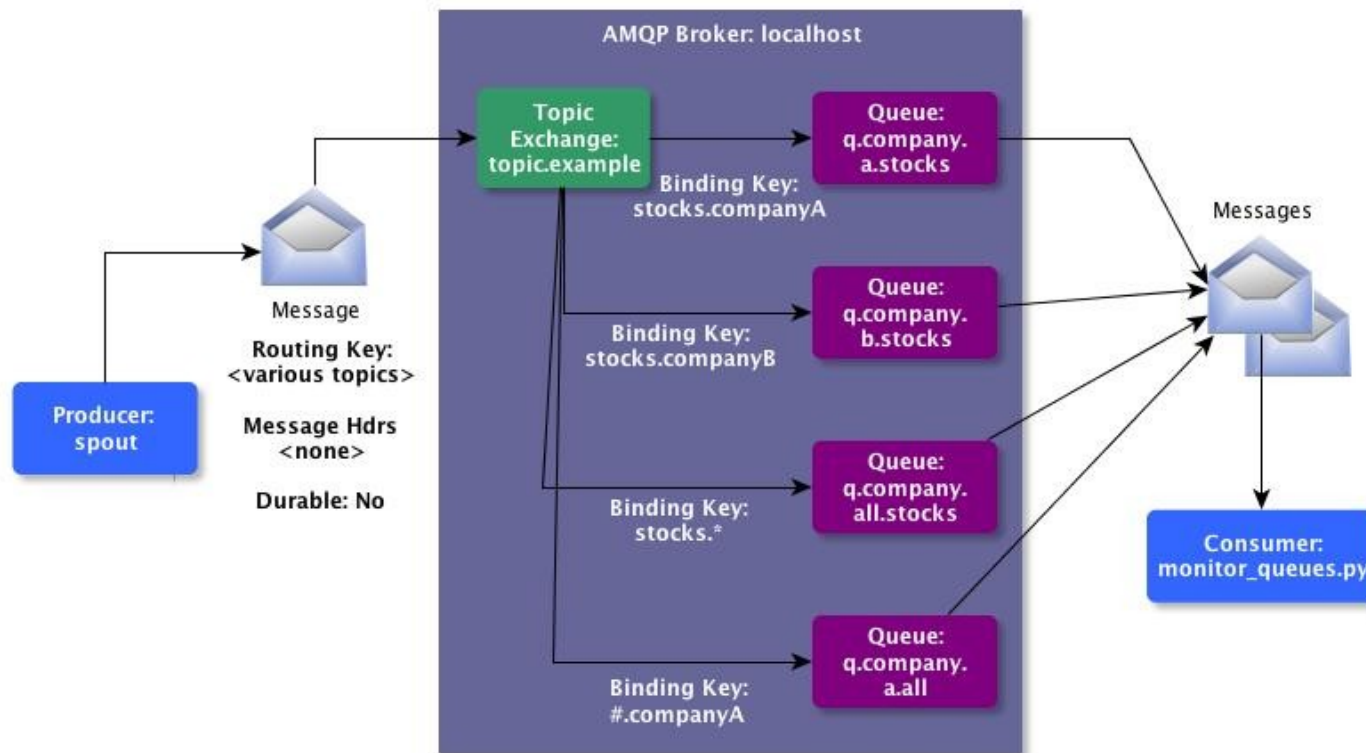 AMQP Broker: localhost
Topic
Exchange:
topic.example
Queue:
q.company.
a.stocks
Binding Key:
stocks.companyA
Messages
Message
Routing Key:
<various topics>
Message Hdrs
<none>
Durable: No
Producer:
spout
Queue:
q.company.
b.stocks
Binding Key:
stocks.companyB
Queue:
q.company.
all.stocks
Binding Key:
stocks.*
Consumer:
monitor_queues.py
Queue:
q.company.
a.all
Binding Key:
#.companyA